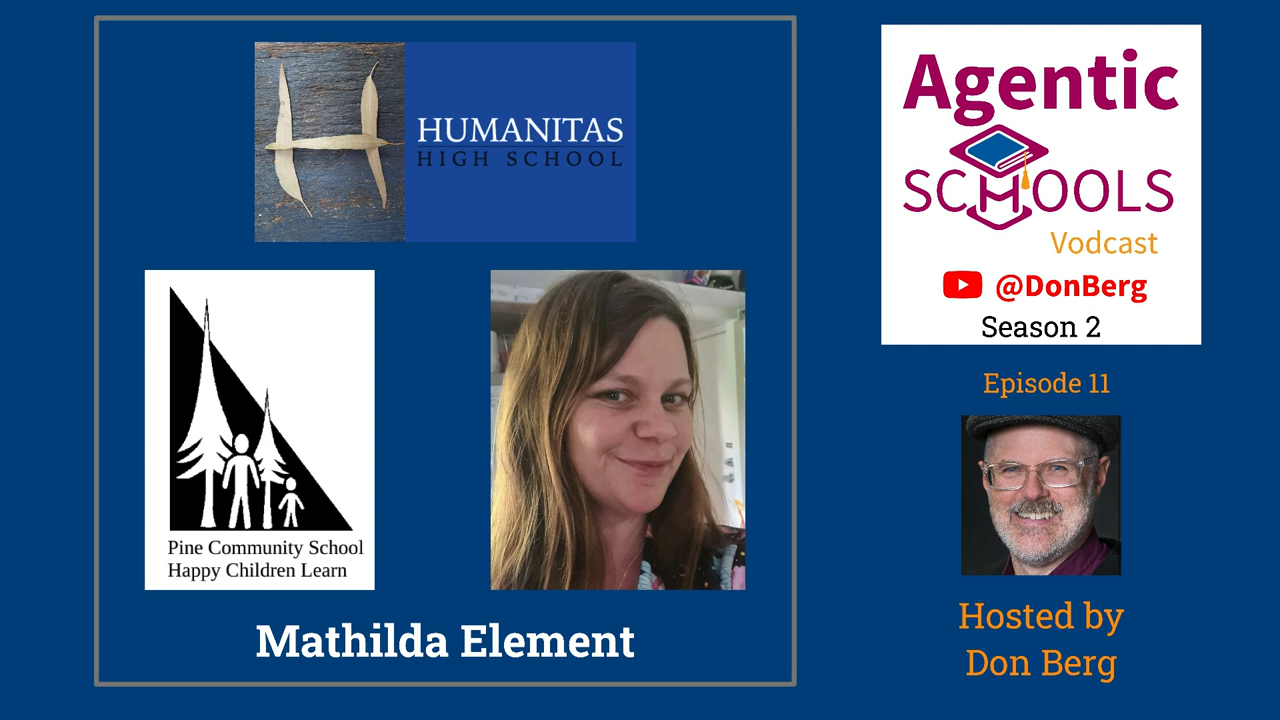 HUMANITAS
HIGH SCHOOL
Pine Community School
Happy Children Learn
Mathilda Element
Agentic
SCHOOLS
Vodcast
@DonBerg
Season 2
Episode 11
Hosted by
Don Berg